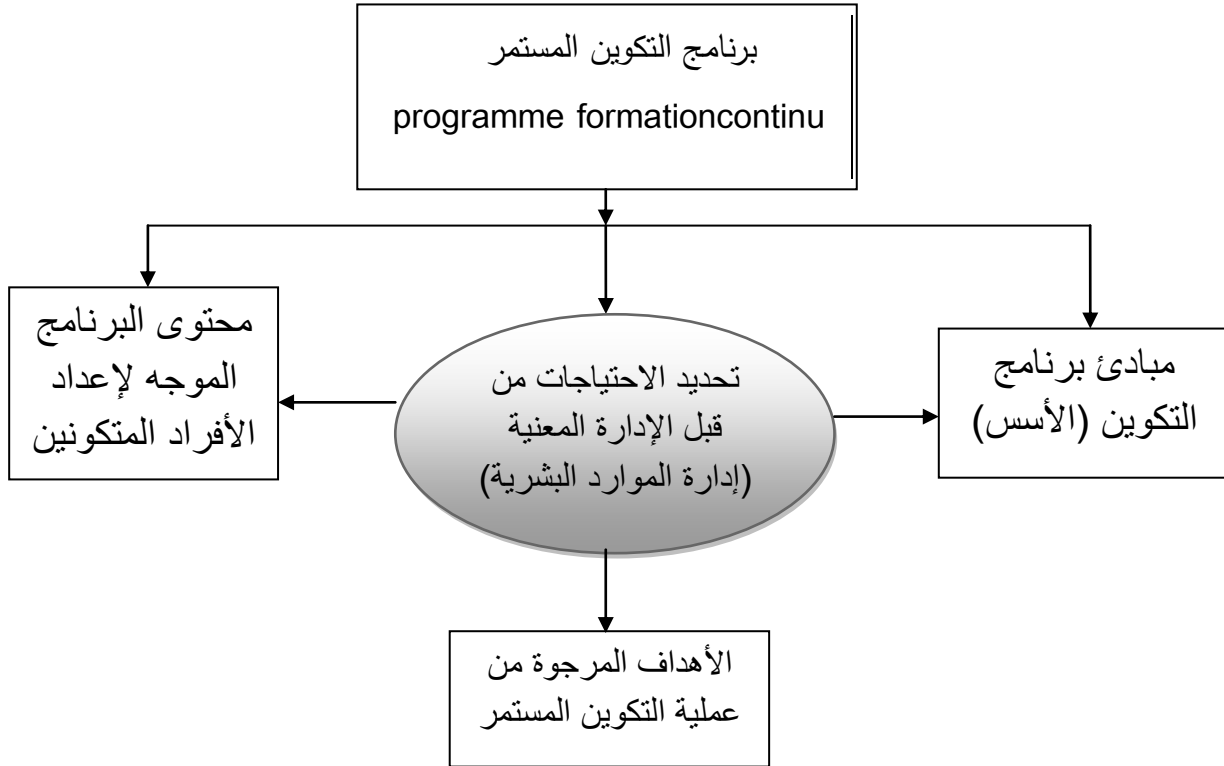 برنامج التكوين المستمر
programme formationcontinu
مبادئ برنامج
التكوين (الأسس)
تحديد الاحتياجات من
قبل الإدارة المعنية
(إدارة الموارد البشرية)
محتوى البرنامج
الموجه لإعداد
الأفراد المتكونين
الأهداف المرجوة من
عملية التكوين المستمر